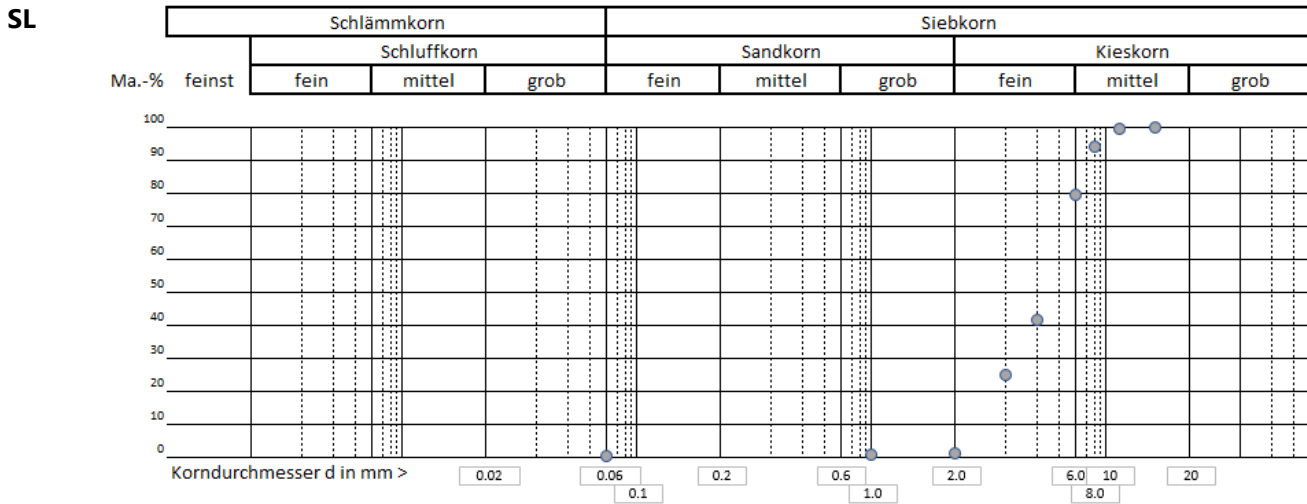 SL
Schlämmkorn Siebkorn
Schluffkorn Sandkorn Kieskorn
Ma.-% feinst fein mittel grob fein mittel grob fein mittel grob
100
90
80
70
60
50
40
30
20
10
0
Korndurchmesser d in mm > 0.02 0.06 0.2 0.6 2.0 6.0 10 20
0.1 1.0 8.0